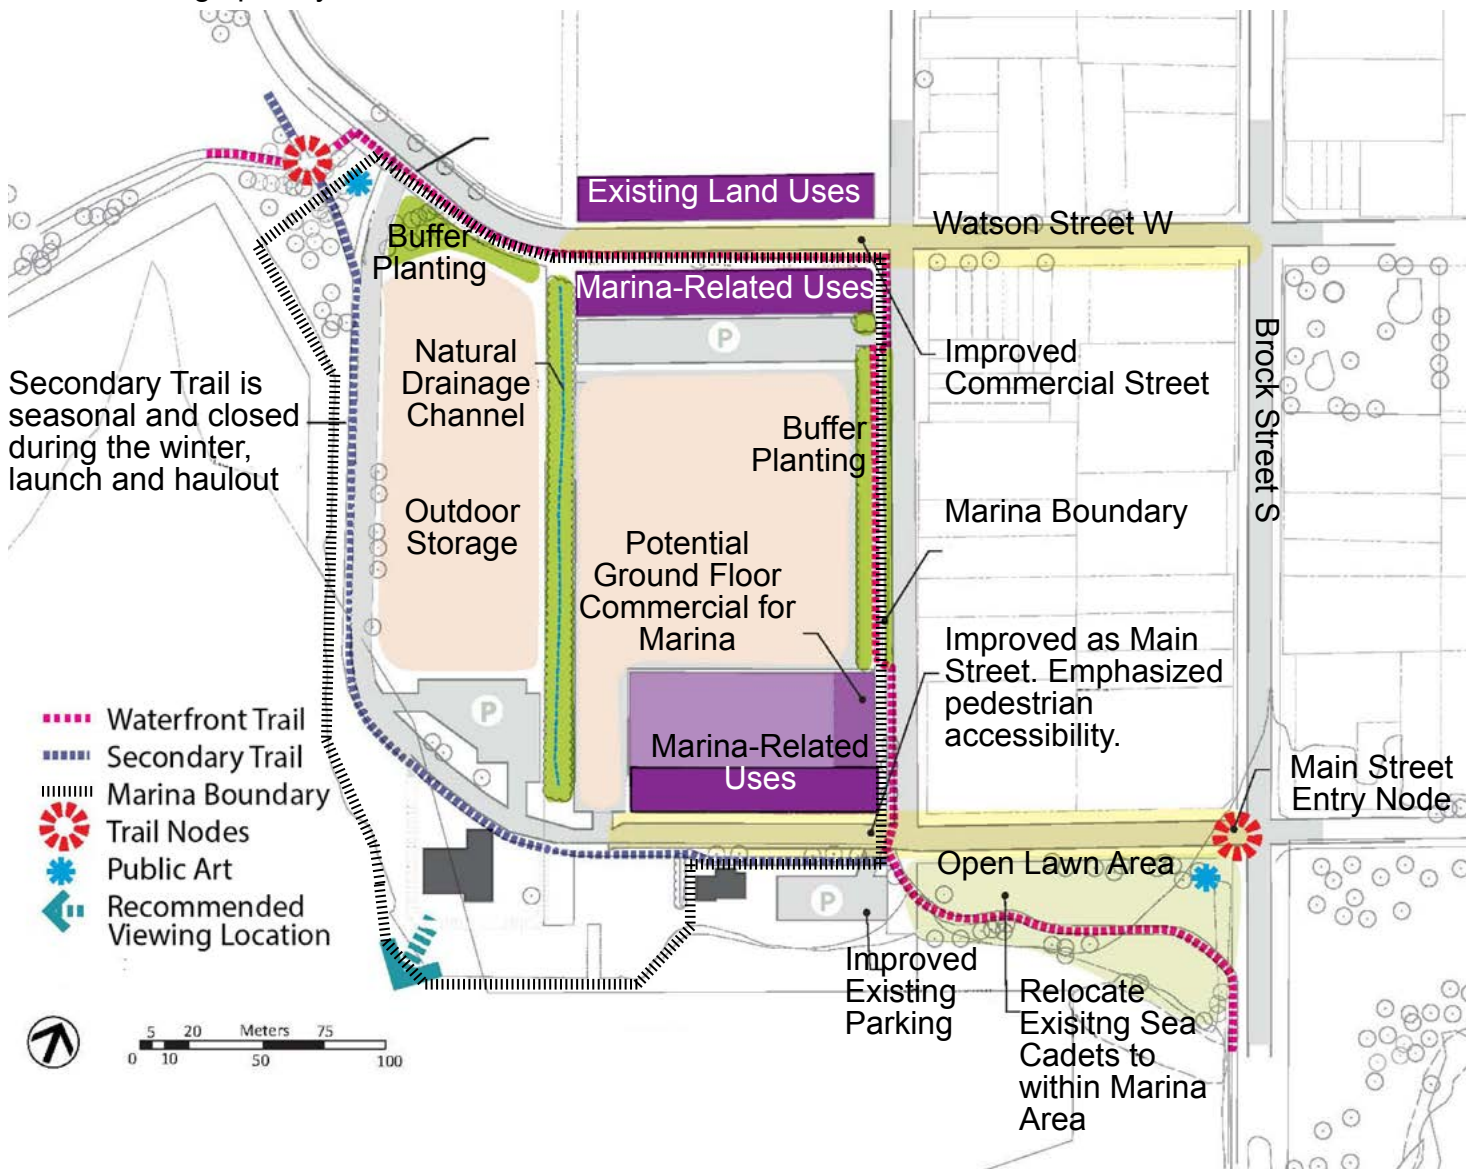 Existing Land Uses
Watson Street W
Buffer
Planting
Marina-Related Uses
P
Natural
Drainage
Channel
Improved
Commercial Street
Brock Street S
Secondary Trail is
seasonal and closed
during the winter,
launch and haulout
Buffer
Planting
Outdoor
Storage
Marina Boundary
Potential
Ground Floor
Commercial for
Marina
Improved as Main
Street. Emphasized
pedestrian
accessibility.
P
Marina-Related
Uses
Main Street
Entry Node
Waterfront Trail
Secondary Trail
Marina Boundary
Trail Nodes
Public Art
Recommended
Viewing Location
Open Lawn Area
P
Improved
Existing
Parking
Relocate
Exisitng Sea
Cadets to
within Marina
Area
5 20 Meters 75
0 10 50 100